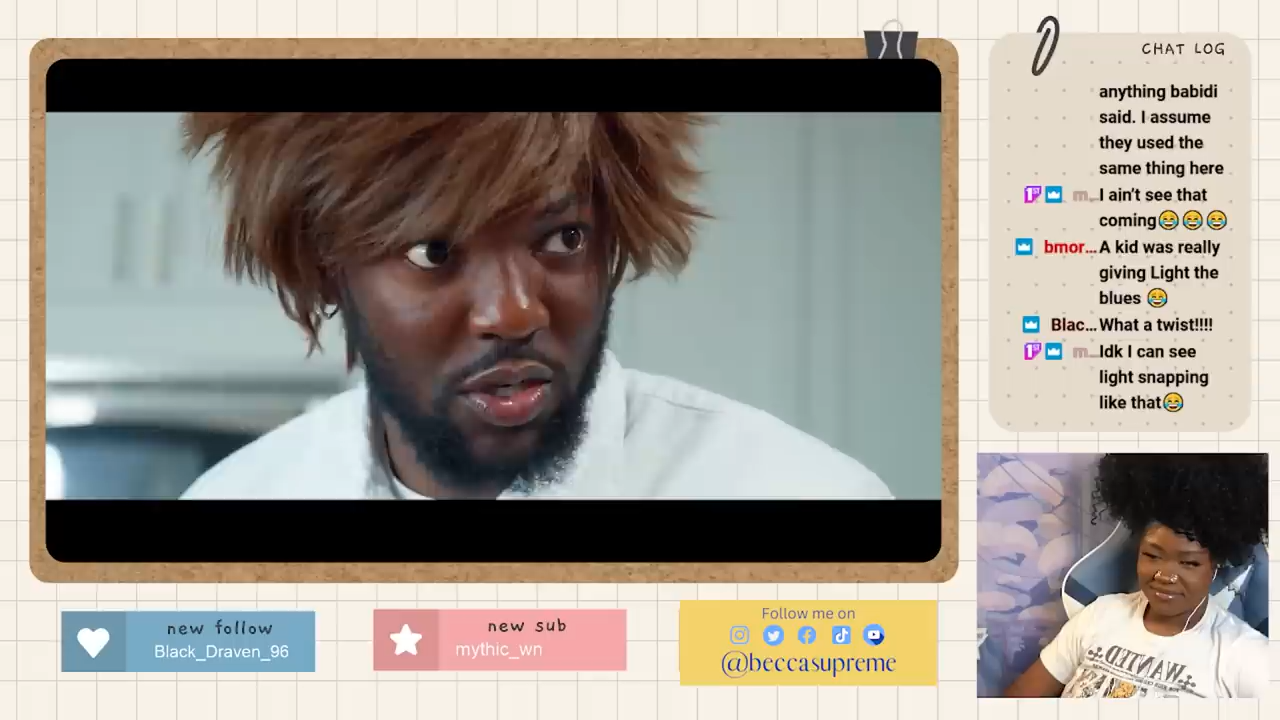 CHAT LOG
anything babidi
said. I assume
they used the
same thing here
m... I ain't see that
coming😂😂😂
bmor... A kid was really
giving Light the
blues 😂
Blac... What a twist!!!!
m... Idk I can see
light snapping
like that😂
new follow
Black_Draven_96
new sub
mythic_wn
Follow me on
@beccasupreme
WANTED